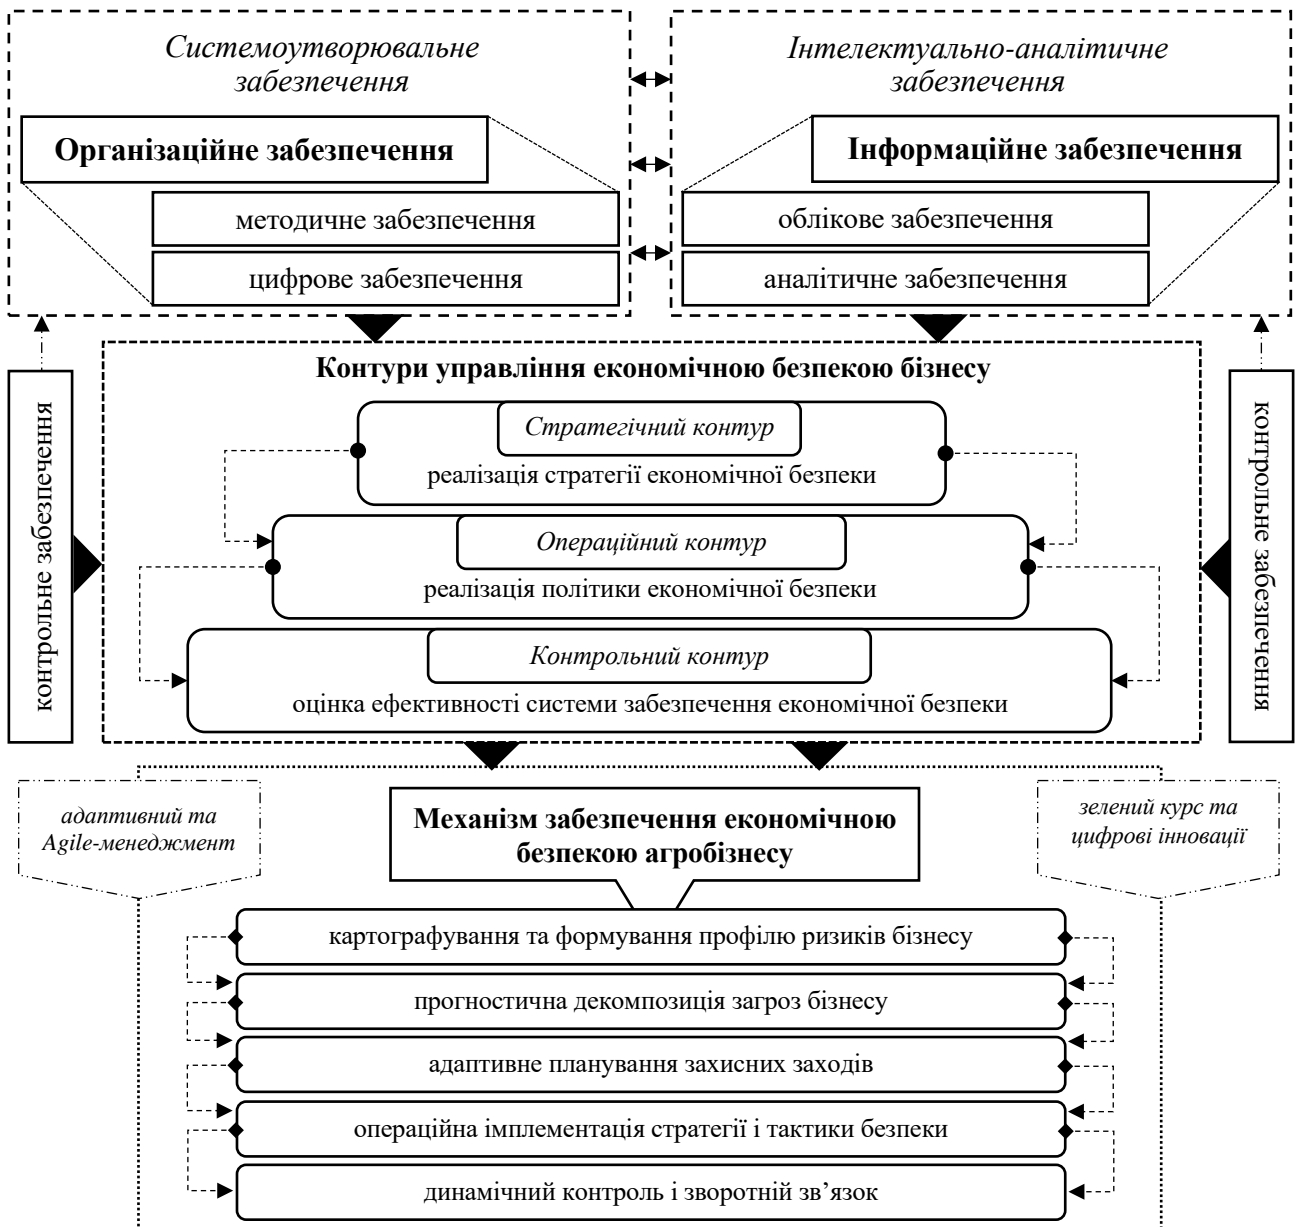 Системоутворювальне
забезпечення
Інтелектуально-аналітичне
забезпечення
Організаційне забезпечення
Інформаційне забезпечення
методичне забезпечення
облікове забезпечення
цифрове забезпечення
аналітичне забезпечення
контрольне забезпечення
Контури управління економічною безпекою бізнесу
Стратегічний контур
реалізація стратегії економічної безпеки
Операційний контур
реалізація політики економічної безпеки
Контрольний контур
оцінка ефективності системи забезпечення економічної безпеки
контрольне забезпечення
адаптивний та
Agile-менеджмент
Механізм забезпечення економічною
безпекою агробізнесу
зелений курс та
цифрові інновації
картографування та формування профілю ризиків бізнесу
прогностична декомпозиція загроз бізнесу
адаптивне планування захисних заходів
операційна імплементація стратегії і тактики безпеки
динамічний контроль і зворотній зв’язок